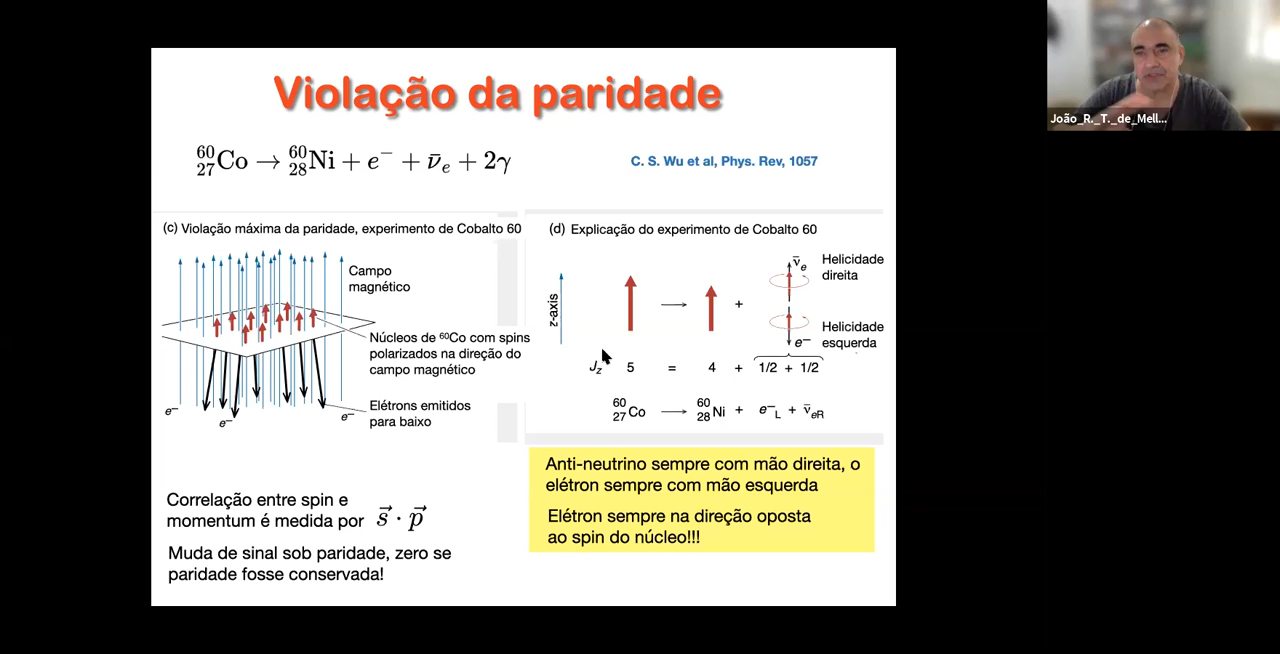 João_R._T._de_Mell...
Violação da paridade
⁶⁰₂₇Co → ⁶⁰₂₈Ni + e⁻ + ν̄ₑ + 2γ
C. S. Wu et al, Phys. Rev, 1057
(c) Violação máxima da paridade, experimento de Cobalto 60
Campo
magnético
Núcleos de ⁶⁰Co com spins
polarizados na direção do
campo magnético
Elétrons emitidos
para baixo
e⁻
e⁻
e⁻
(d) Explicação do experimento de Cobalto 60
z-axis
→
+
ν̄ₑ
Helicidade
direita
Helicidade
esquerda
e⁻
J_z 5 = 4 + 1/2 + 1/2
⁶⁰₂₇Co → ⁶⁰₂₈Ni + e⁻_L + ν̄_eR
Correlação entre spin e
momentum é medida por s⃗ · p⃗
Muda de sinal sob paridade, zero se
paridade fosse conservada!
Anti-neutrino sempre com mão direita, o
elétron sempre com mão esquerda
Elétron sempre na direção oposta
ao spin do núcleo!!!